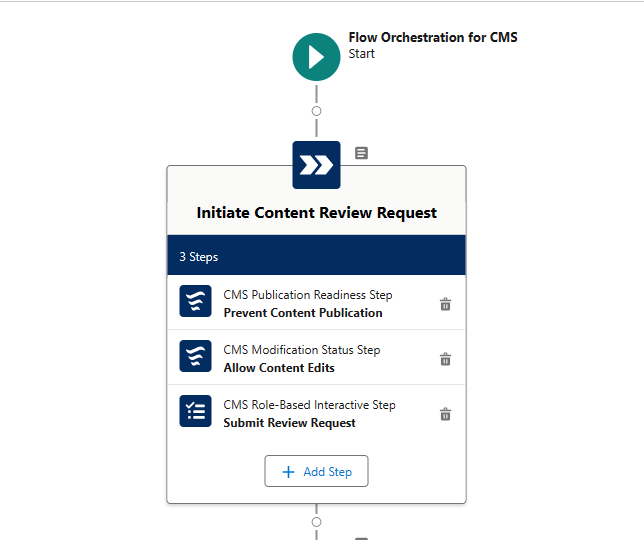 Flow Orchestration for CMS
Start
Initiate Content Review Request
3 Steps
CMS Publication Readiness Step
Prevent Content Publication
CMS Modification Status Step
Allow Content Edits
CMS Role-Based Interactive Step
Submit Review Request
Add Step